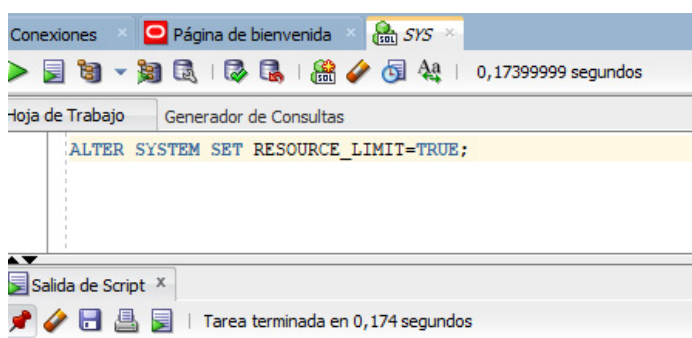 Conexiones Página de bienvenida SQL SYS
0,17399999 segundos
Hoja de Trabajo Generador de Consultas
ALTER SYSTEM SET RESOURCE_LIMIT=TRUE;
Salida de Script
Tarea terminada en 0,174 segundos